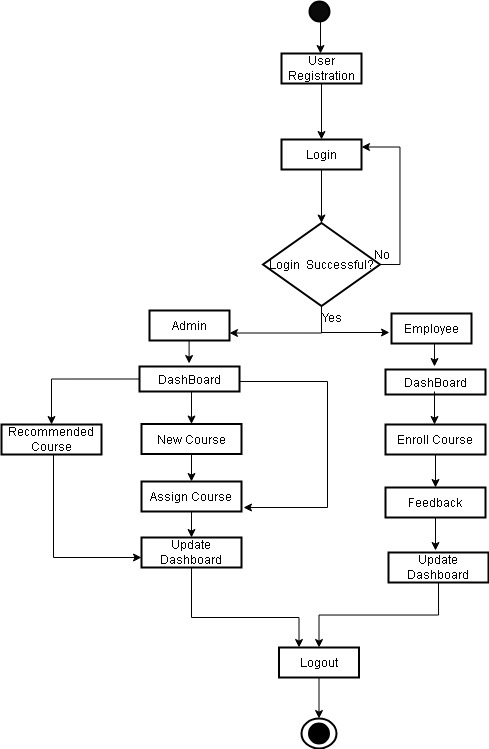 User
Registration
Login
Login Successful?
No
Yes
Admin
Employee
DashBoard
DashBoard
Recommended
Course
New Course
Enroll Course
Assign Course
Feedback
Update
Dashboard
Update
Dashboard
Logout